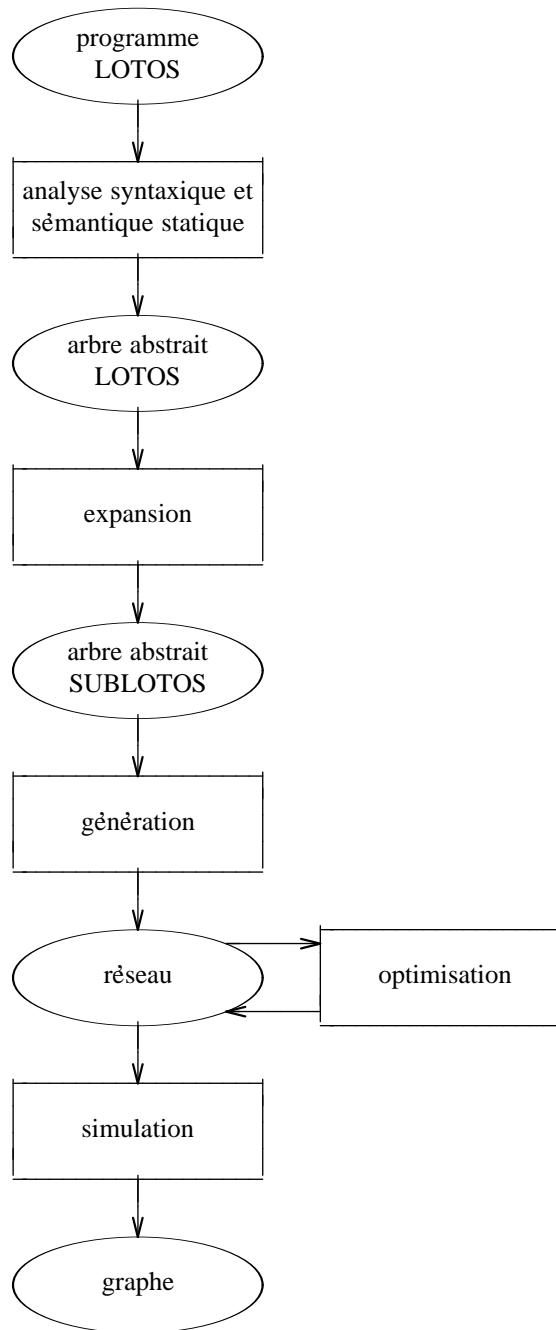 programme
LOTOS
analyse syntaxique et
sémantique statique
arbre abstrait
LOTOS
expansion
arbre abstrait
SUBLOTOS
génération
réseau
optimisation
simulation
graphe